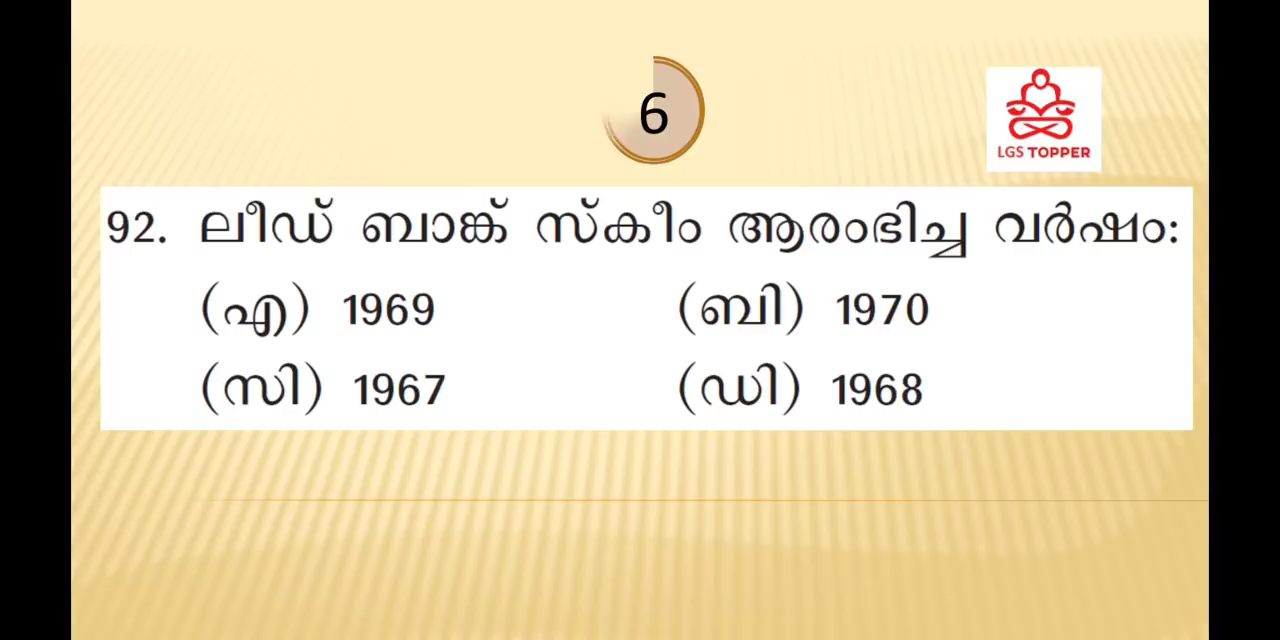 6
LGS TOPPER
92. ലീഡ് ബാങ്ക് സ്കീം ആരംഭിച്ച വർഷം:
(എ) 1969 (ബി) 1970
(സി) 1967 (ഡി) 1968